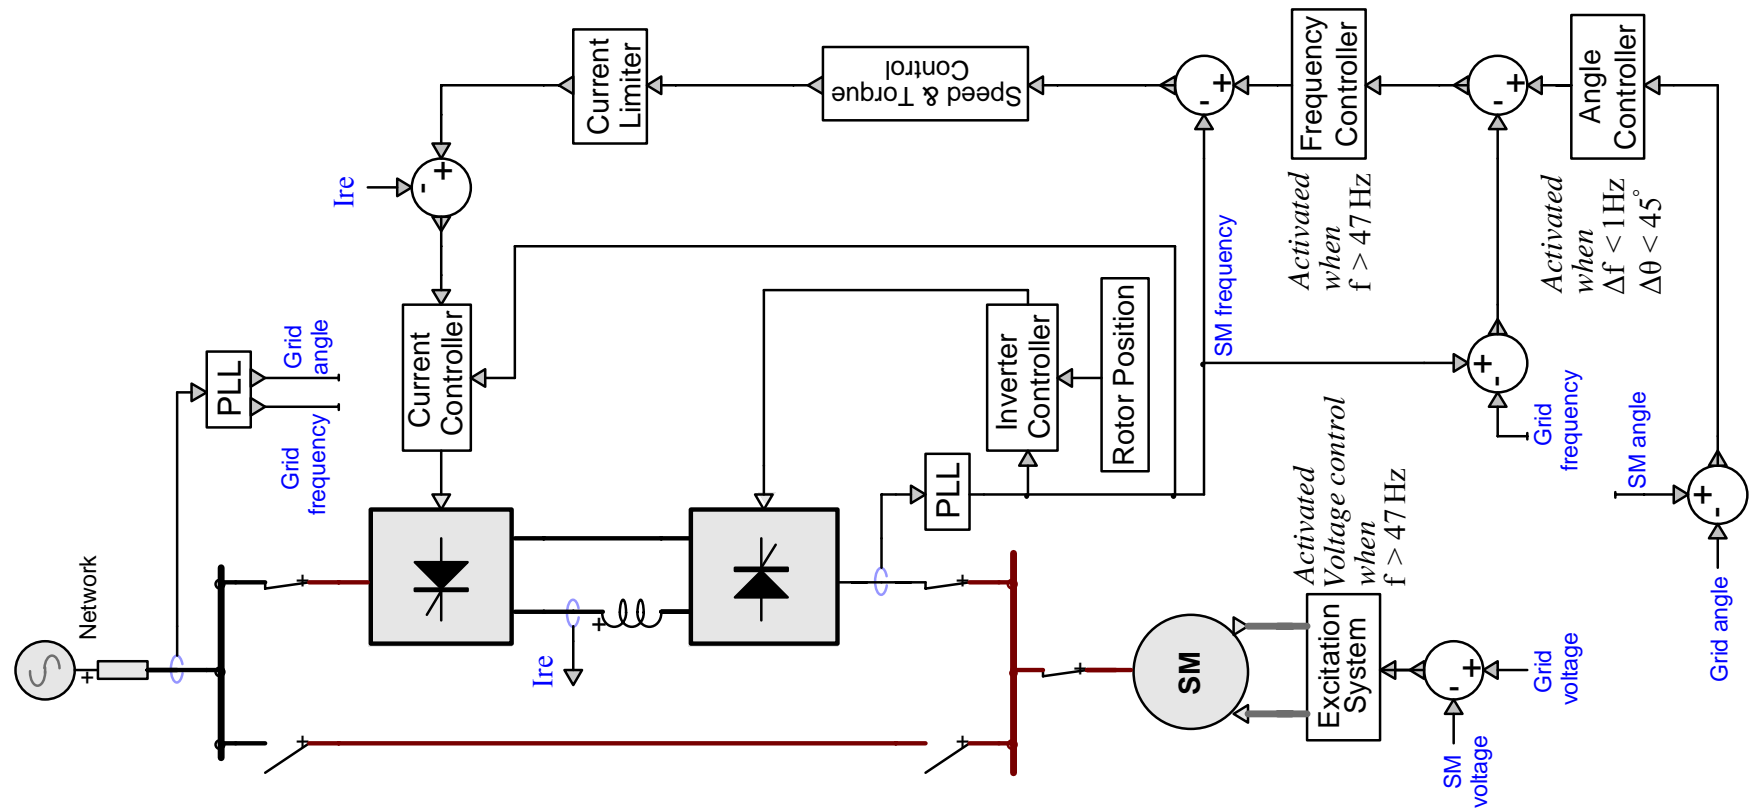 Network
PLL
Grid
angle
Grid
frequency
Ire
Current
Controller
Current
Limiter
Speed & Torque
Control
Frequency
Controller
Angle
Controller
Activated
when
f > 47 Hz
Activated
when
Δf < 1Hz
Δθ < 45°
SM frequency
Inverter
Controller
Rotor Position
PLL
Ire
Grid
frequency
SM angle
Grid angle
Activated
Voltage control
when
f > 47 Hz
SM
Excitation
System
Grid
voltage
SM
voltage
+
+
+
-
+
-
+
-
+
-
+
-
+
-
+
+
+
+
+
+
-